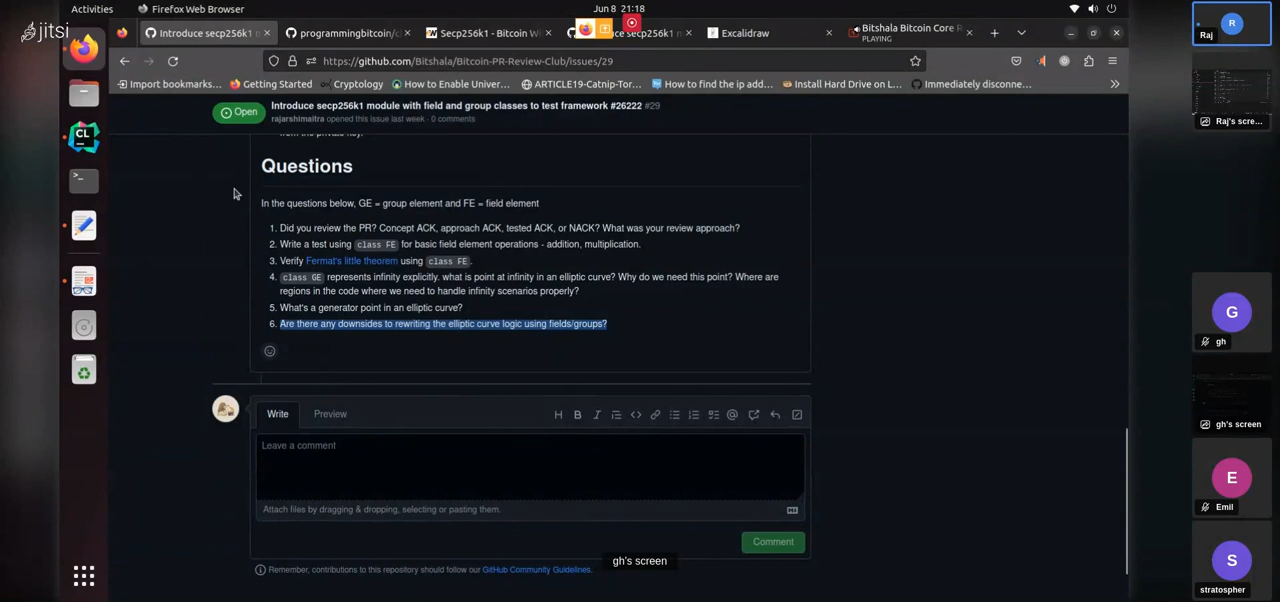 Activities
Firefox Web Browser
Jun 8 21:18
jitsi
Introduce secp256k1 m
programmingbitcoin/c
Secp256k1 - Bitcoin Wi
ce secp256k1 n
Excalidraw
Bitshala Bitcoin Core R
PLAYING
https://github.com/Bitshala/Bitcoin-PR-Review-Club/issues/29
Import bookmarks...
Getting Started
Cryptology
How to Enable Univer...
ARTICLE19-Catnip-Tor...
How to find the ip add...
Install Hard Drive on L...
Immediately disconne...
Open
Introduce secp256k1 module with field and group classes to test framework #26222 #29
rajarshimaitra opened this issue last week · 0 comments
from the private key.
Questions
In the questions below, GE = group element and FE = field element
1. Did you review the PR? Concept ACK, approach ACK, tested ACK, or NACK? What was your review approach?
2. Write a test using class FE for basic field element operations - addition, multiplication.
3. Verify Fermat's little theorem using class FE.
4. class GE represents infinity explicitly. what is point at infinity in an elliptic curve? Why do we need this point? Where are
regions in the code where we need to handle infinity scenarios properly?
5. What's a generator point in an elliptic curve?
6. Are there any downsides to rewriting the elliptic curve logic using fields/groups?
Write
Preview
Leave a comment
Attach files by dragging & dropping, selecting or pasting them.
Comment
Remember, contributions to this repository should follow our GitHub Community Guidelines.
gh's screen
CL
R
Raj
Raj's scre...
G
gh
gh's screen
E
Emil
S
stratospher